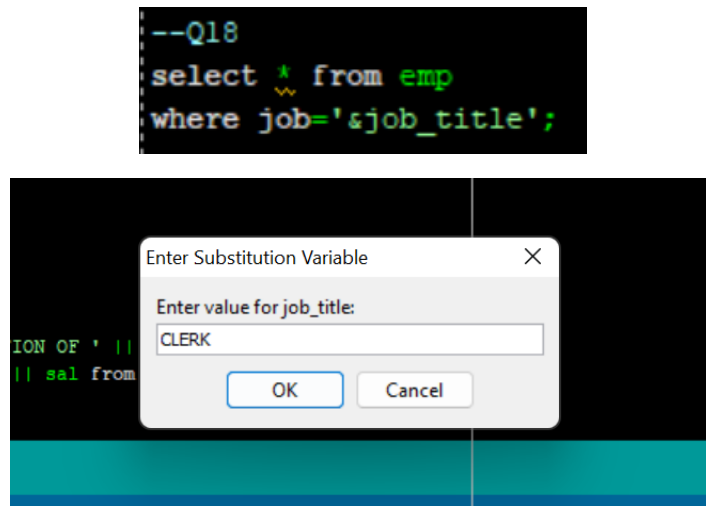 --Q18
select * from emp
where job='&job_title';
Enter Substitution Variable
Enter value for job_title:
CLERK
OK Cancel
TION OF ' ||
|| sal from